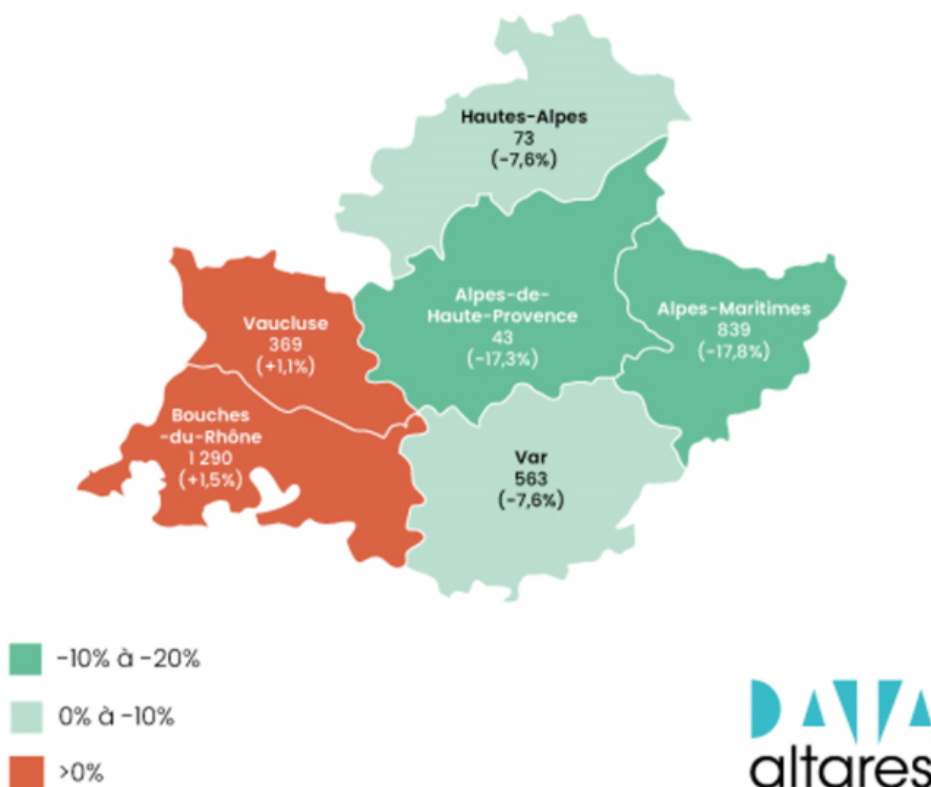 Hautes-Alpes
73
(-7,6%)
Alpes-de-
Haute-Provence
43
(-17,3%)
Alpes-Maritimes
839
(-17,8%)
Vaucluse
369
(+1,1%)
Bouches
-du-Rhône
1 290
(+1,5%)
Var
563
(-7,6%)
-10% à -20%
0% à -10%
>0%
DATA
altares